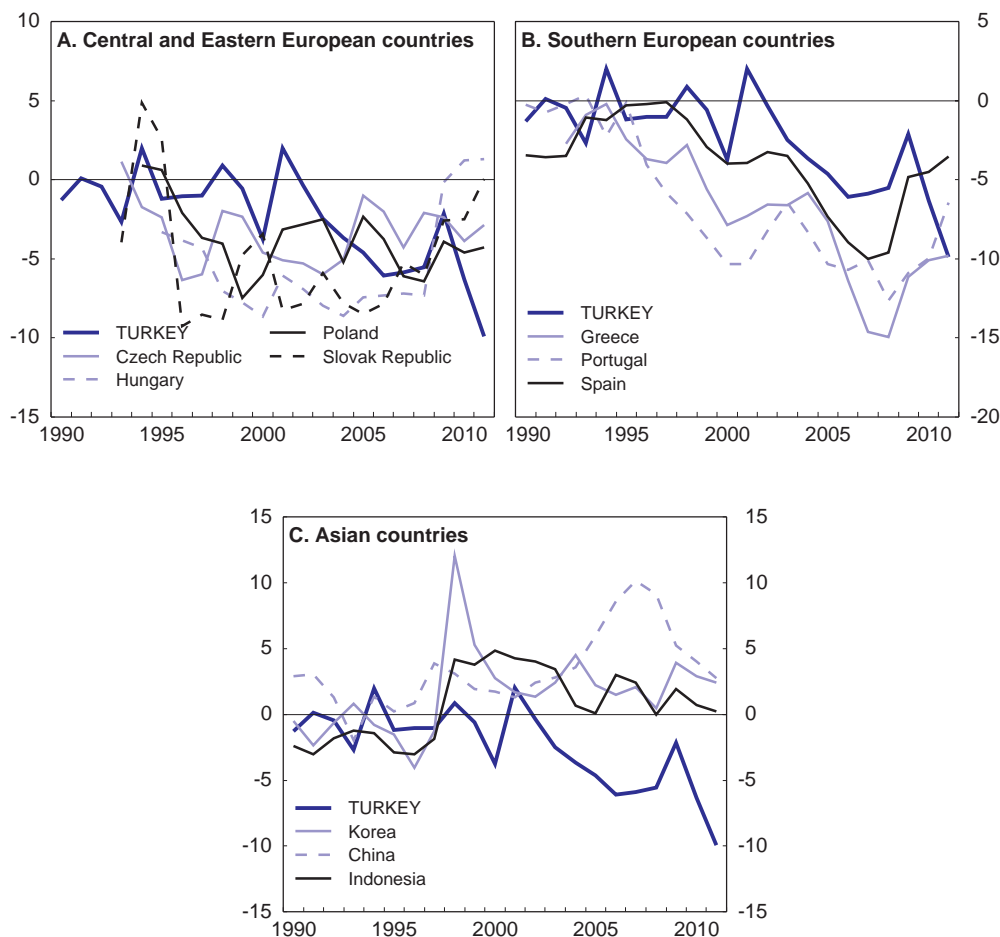 A. Central and Eastern European countries
10
5
0
-5
-10
-15
TURKEY
Czech Republic
Hungary
Poland
Slovak Republic
1990 1995 2000 2005 2010
B. Southern European countries
5
0
-5
-10
-15
-20
TURKEY
Greece
Portugal
Spain
1990 1995 2000 2005 2010
C. Asian countries
15 15
10 10
5 5
0 0
-5 -5
-10 -10
-15 -15
TURKEY
Korea
China
Indonesia
1990 1995 2000 2005 2010